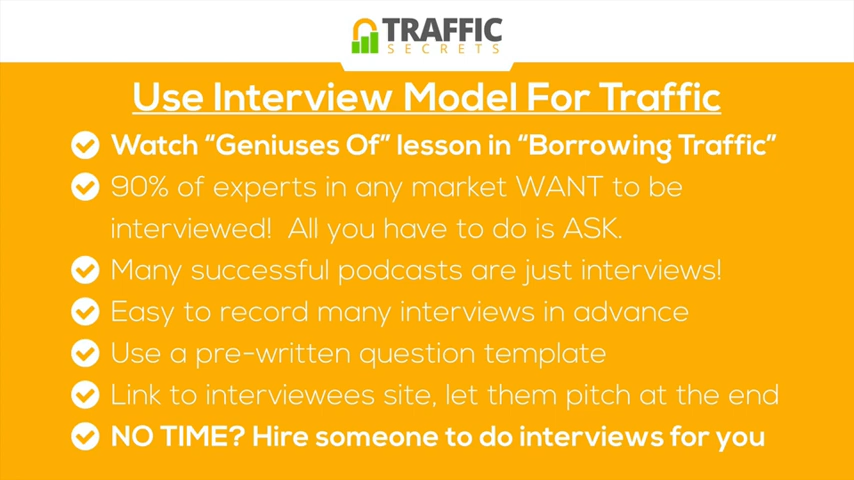 TRAFFIC
SECRETS
Use Interview Model For Traffic
Watch “Geniuses Of” lesson in “Borrowing Traffic”
90% of experts in any market WANT to be
interviewed!  All you have to do is ASK.
Many successful podcasts are just interviews!
Easy to record many interviews in advance
Use a pre-written question template
Link to interviewees site, let them pitch at the end
NO TIME? Hire someone to do interviews for you